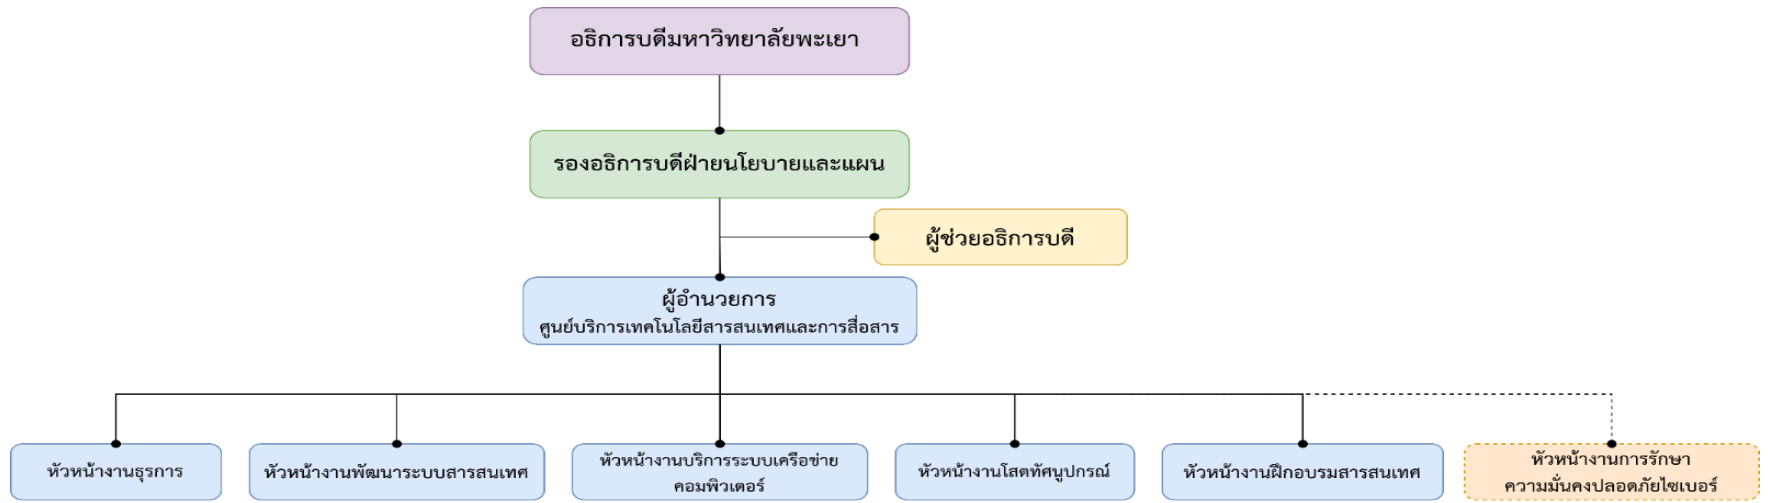 อธิการบดีมหาวิทยาลัยพะเยา
รองอธิการบดีฝ่ายนโยบายและแผน
ผู้ช่วยอธิการบดี
ผู้อำนวยการ
ศูนย์บริการเทคโนโลยีสารสนเทศและการสื่อสาร
หัวหน้างานธุรการ
หัวหน้างานพัฒนาระบบสารสนเทศ
หัวหน้างานบริการระบบเครือข่าย
คอมพิวเตอร์
หัวหน้างานโสตทัศนูปกรณ์
หัวหน้างานฝึกอบรมสารสนเทศ
หัวหน้างานการรักษา
ความมั่นคงปลอดภัยไซเบอร์